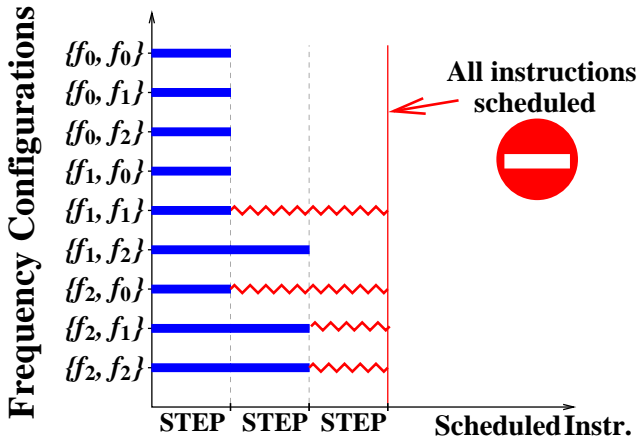 Frequency Configurations
{f0, f0}
{f0, f1}
{f0, f2}
{f1, f0}
{f1, f1}
{f1, f2}
{f2, f0}
{f2, f1}
{f2, f2}
All instructions
scheduled
STEP STEP STEP Scheduled Instr.